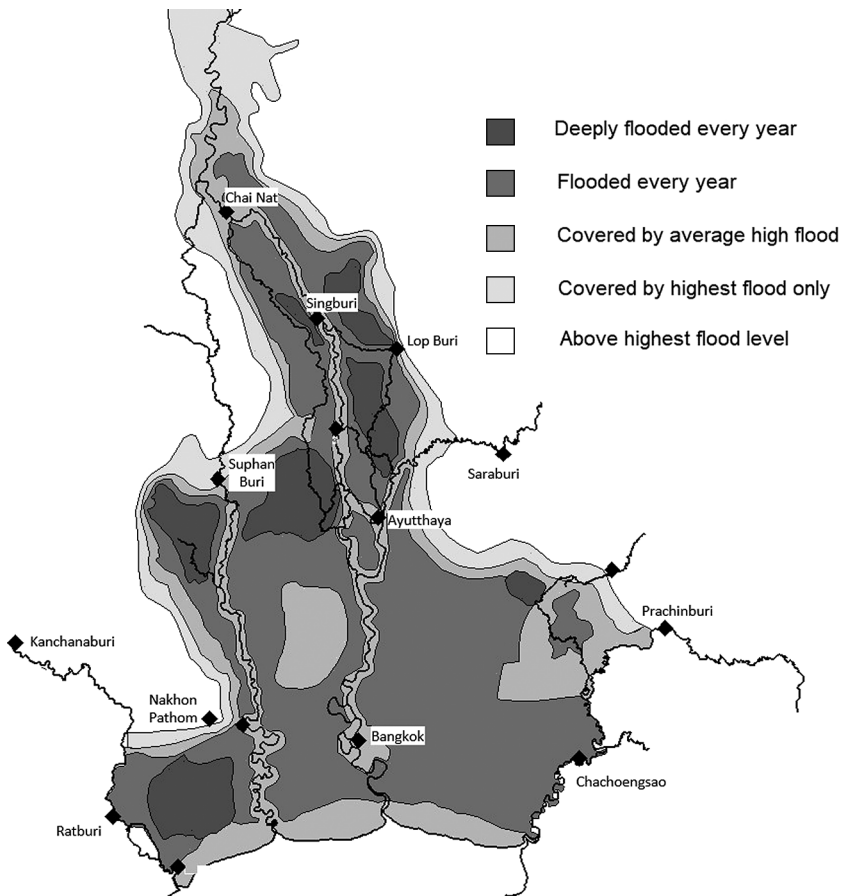 Deeply flooded every year
Flooded every year
Covered by average high flood
Covered by highest flood only
Above highest flood level
Chai Nat
Singburi
Lop Buri
Suphan
Buri
Saraburi
Ayutthaya
Prachinburi
Kanchanaburi
Nakhon
Pathom
Bangkok
Chachoengsao
Ratburi